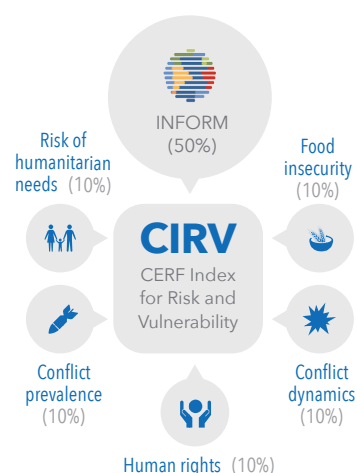 INFORM
(50%)
Risk of
humanitarian
needs (10%)
Food
insecurity
(10%)
CIRV
CERF Index
for Risk and
Vulnerability
Conflict
prevalence
(10%)
Conflict
dynamics
(10%)
Human rights (10%)